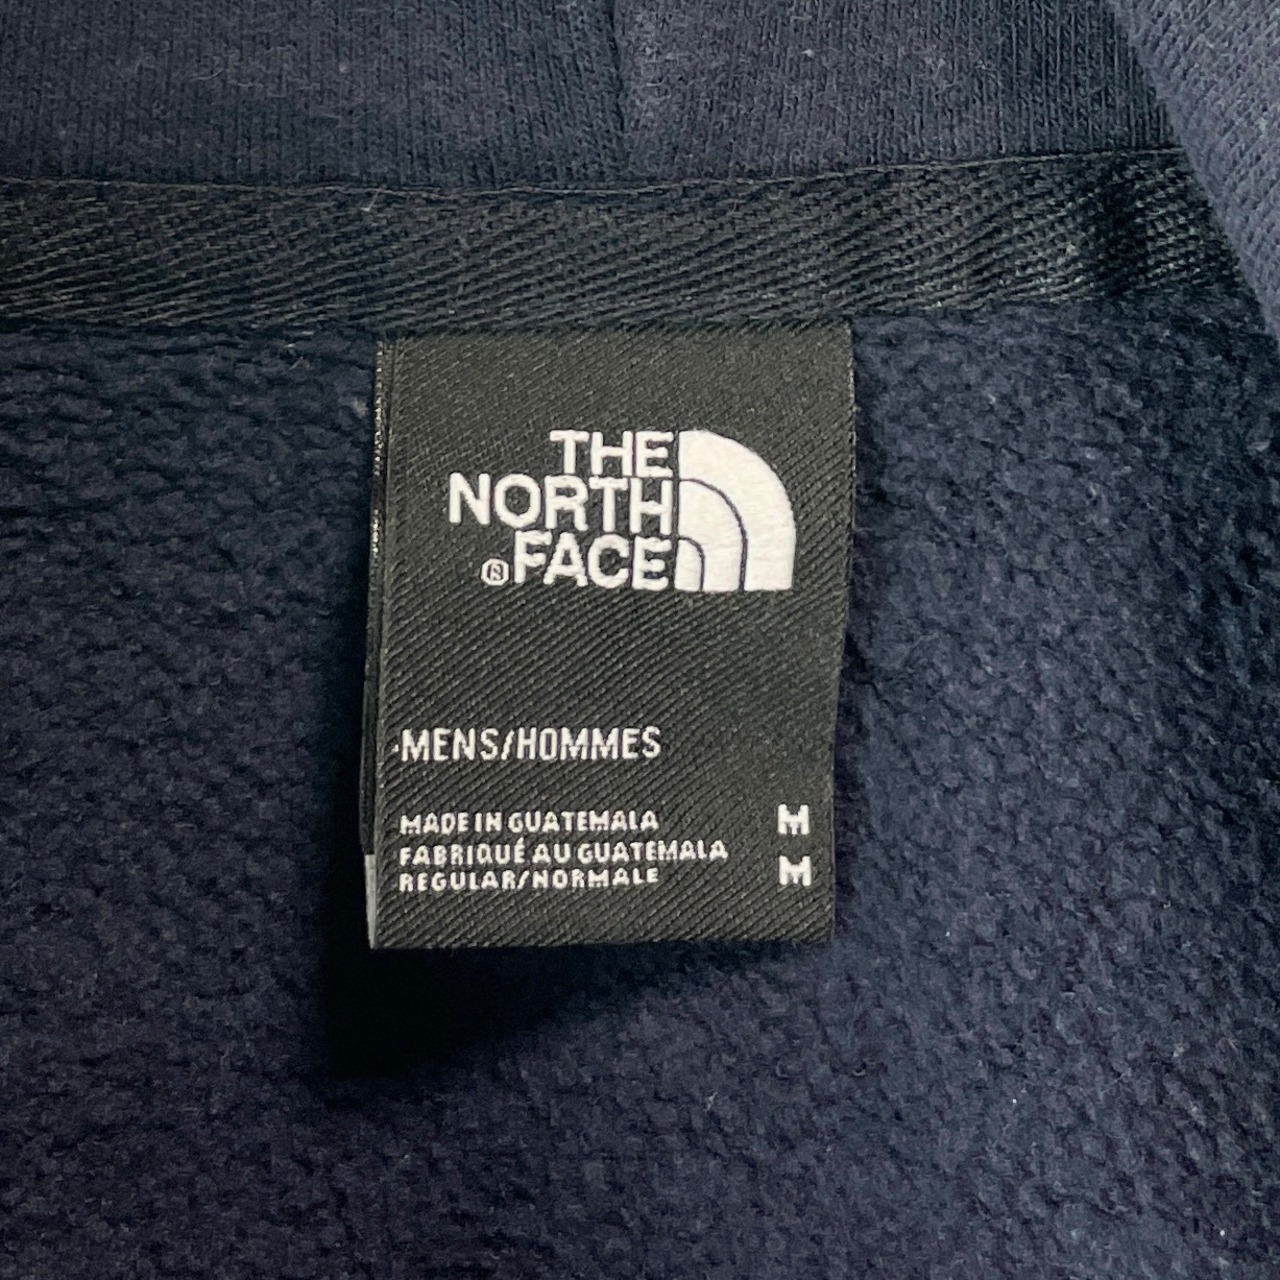 THE
NORTH
®FACE
MENS/HOMMES
MADE IN GUATEMALA M
FABRIQUÉ AU GUATEMALA
REGULAR/NORMALE M